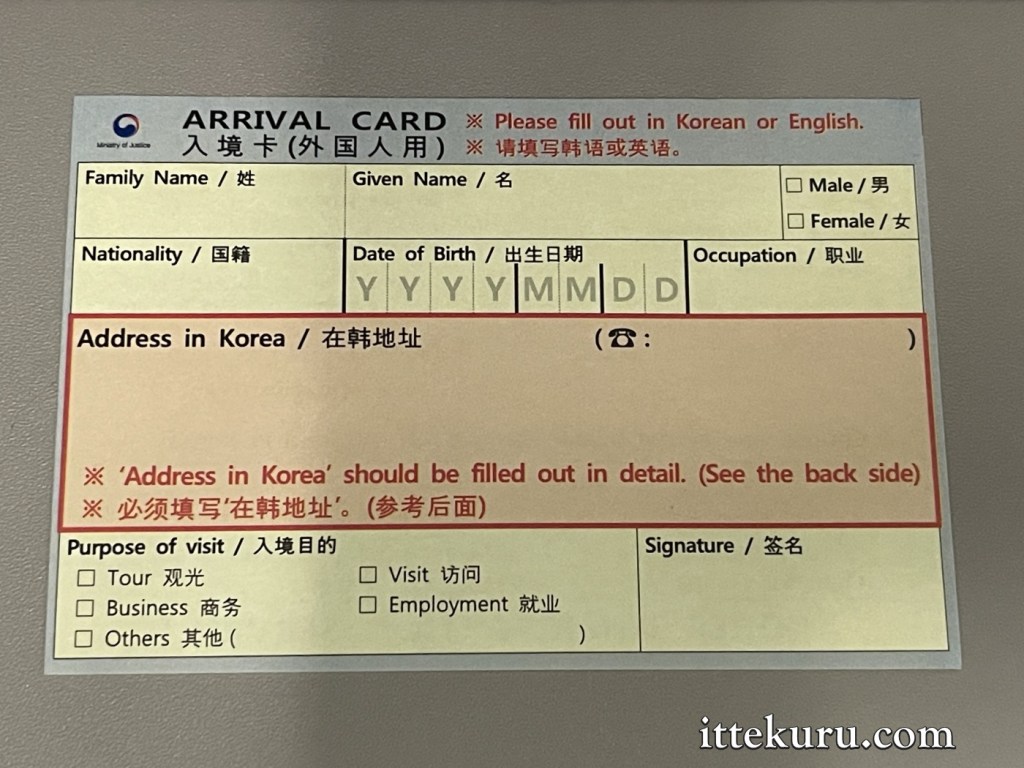 ARRIVAL CARD ※ Please fill out in Korean or English.
入境卡(外国人用) ※ 请填写韩语或英语。
Ministry of Justice
Family Name / 姓
Given Name / 名
□ Male / 男
□ Female / 女
Nationality / 国籍
Date of Birth / 出生日期
Y Y Y Y M M D D
Occupation / 职业
Address in Korea / 在韩地址 (☎: )
※ 'Address in Korea' should be filled out in detail. (See the back side)
※ 必须填写'在韩地址'。(参考后面)
Purpose of visit / 入境目的
□ Tour 观光 □ Visit 访问
□ Business 商务 □ Employment 就业
□ Others 其他 ( )
Signature / 签名
ittekuru.com